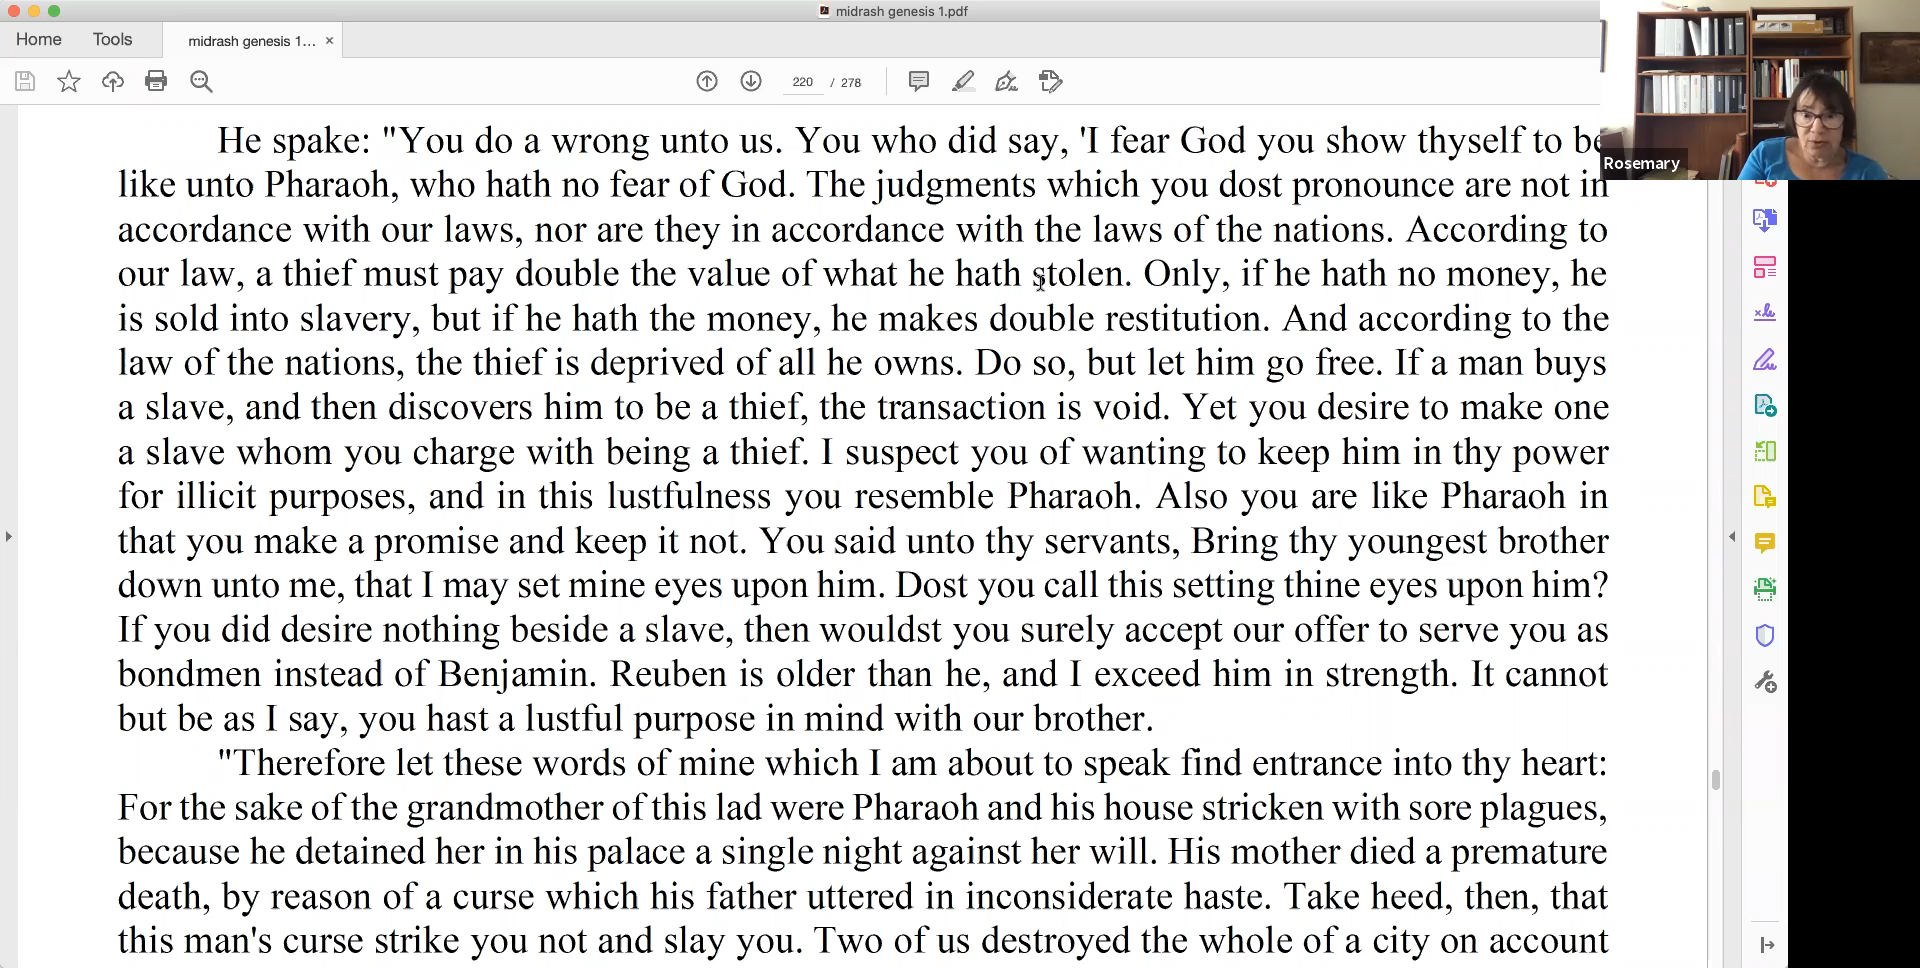 midrash genesis 1.pdf
Home Tools midrash genesis 1... ×
220 / 278
Rosemary
He spake: "You do a wrong unto us. You who did say, 'I fear God you show thyself to be
like unto Pharaoh, who hath no fear of God. The judgments which you dost pronounce are not in
accordance with our laws, nor are they in accordance with the laws of the nations. According to
our law, a thief must pay double the value of what he hath stolen. Only, if he hath no money, he
is sold into slavery, but if he hath the money, he makes double restitution. And according to the
law of the nations, the thief is deprived of all he owns. Do so, but let him go free. If a man buys
a slave, and then discovers him to be a thief, the transaction is void. Yet you desire to make one
a slave whom you charge with being a thief. I suspect you of wanting to keep him in thy power
for illicit purposes, and in this lustfulness you resemble Pharaoh. Also you are like Pharaoh in
that you make a promise and keep it not. You said unto thy servants, Bring thy youngest brother
down unto me, that I may set mine eyes upon him. Dost you call this setting thine eyes upon him?
If you did desire nothing beside a slave, then wouldst you surely accept our offer to serve you as
bondmen instead of Benjamin. Reuben is older than he, and I exceed him in strength. It cannot
but be as I say, you hast a lustful purpose in mind with our brother.
"Therefore let these words of mine which I am about to speak find entrance into thy heart:
For the sake of the grandmother of this lad were Pharaoh and his house stricken with sore plagues,
because he detained her in his palace a single night against her will. His mother died a premature
death, by reason of a curse which his father uttered in inconsiderate haste. Take heed, then, that
this man's curse strike you not and slay you. Two of us destroyed the whole of a city on account